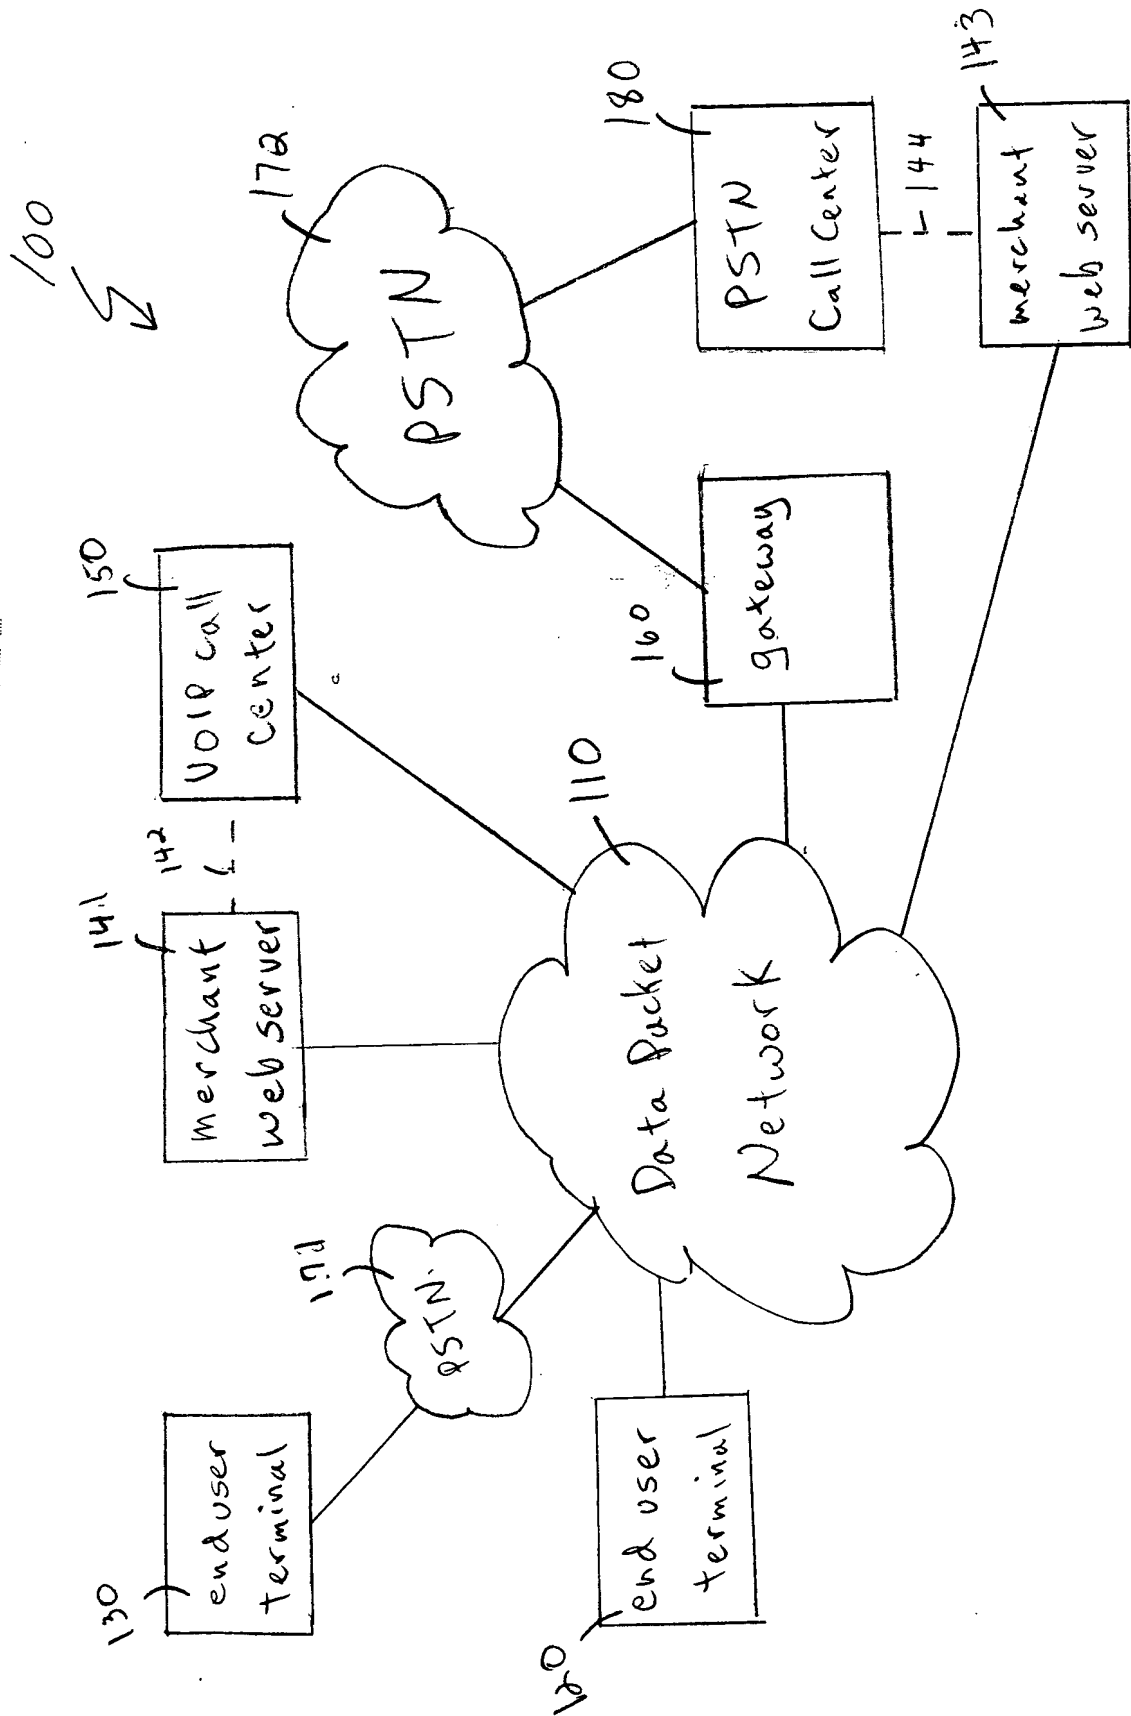 100
130
end user
terminal
141
merchant
web server
142
150
VOIP call
center
172
PSTN
171
PSTN
120
end user
terminal
110
Data Packet
Network
160
gateway
180
PSTN
Call Center
144
143
merchant
web server